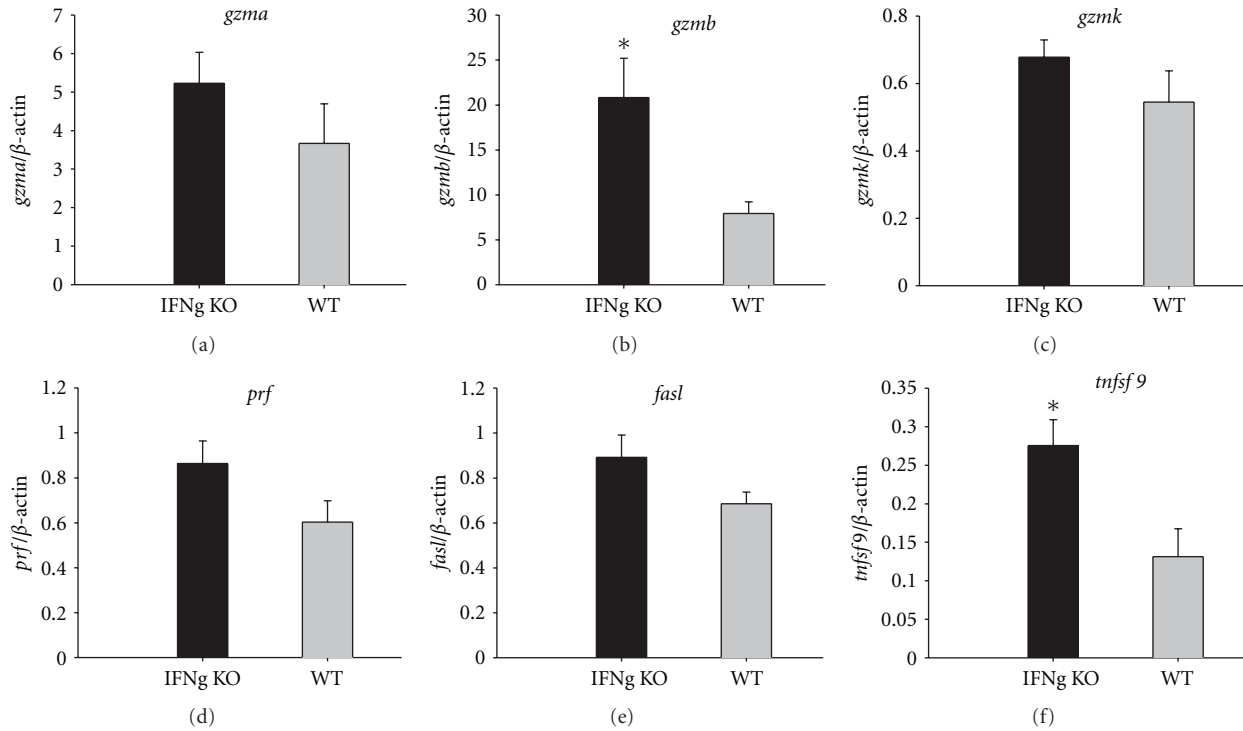 gzma
7
6
5
4
3
2
1
0
gzma/β-actin
IFNg KO WT
(a)
gzmb
30
25
20
15
10
5
0
gzmb/β-actin
*
IFNg KO WT
(b)
gzmk
0.8
0.6
0.4
0.2
0
gzmk/β-actin
IFNg KO WT
(c)
prf
1.2
1
0.8
0.6
0.4
0.2
0
prf/β-actin
IFNg KO WT
(d)
fasl
1.2
1
0.8
0.6
0.4
0.2
0
fasl/β-actin
IFNg KO WT
(e)
tnfsf 9
0.35
0.3
0.25
0.2
0.15
0.1
0.05
0
tnfsf 9/β-actin
*
IFNg KO WT
(f)